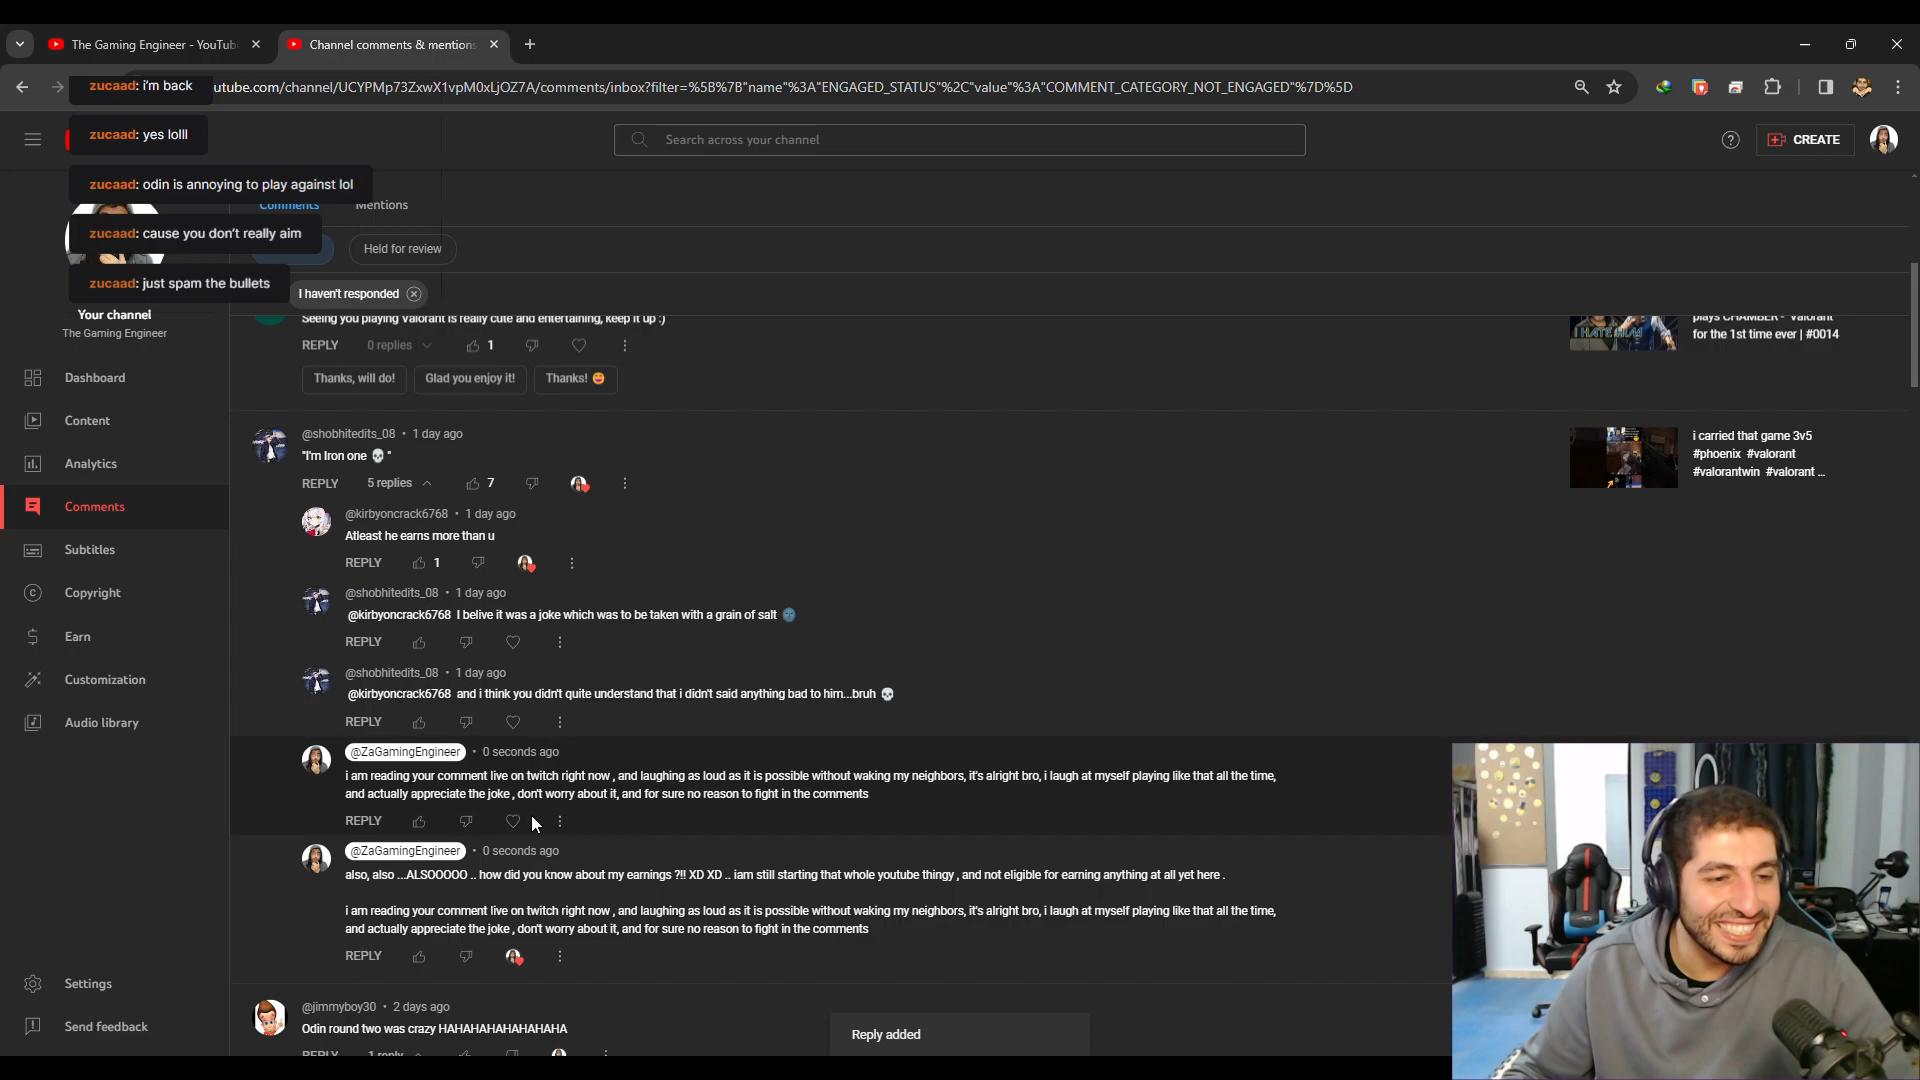 The Gaming Engineer - YouTub
Channel comments & mentions
zucaad: i'm back
utube.com/channel/UCYPMp73ZxwX1vpM0xLjOZ7A/comments/inbox?filter=%5B%7B"name"%3A"ENGAGED_STATUS"%2C"value"%3A"COMMENT_CATEGORY_NOT_ENGAGED"%7D%5D
zucaad: yes lolll
Search across your channel
CREATE
zucaad: odin is annoying to play against lol
Comments
Mentions
zucaad: cause you don't really aim
Held for review
zucaad: just spam the bullets
I haven't responded
Your channel
The Gaming Engineer
Dashboard
Content
Analytics
Comments
Subtitles
Copyright
Earn
Customization
Audio library
Settings
Send feedback
Seeing you playing Valorant is really cute and entertaining, keep it up :)
REPLY 0 replies 1
Thanks, will do! Glad you enjoy it! Thanks! 😄
I HATE HIM
plays CHAMBER - Valorant
for the 1st time ever | #0014
@shobhitedits_08 • 1 day ago
"I'm Iron one 💀 "
REPLY 5 replies 7
i carried that game 3v5
#phoenix #valorant
#valorantwin #valorant ...
@kirbyoncrack6768 • 1 day ago
Atleast he earns more than u
REPLY 1
@shobhitedits_08 • 1 day ago
@kirbyoncrack6768 I belive it was a joke which was to be taken with a grain of salt 🌚
REPLY
@shobhitedits_08 • 1 day ago
@kirbyoncrack6768 and i think you didn't quite understand that i didn't said anything bad to him...bruh 💀
REPLY
@ZaGamingEngineer • 0 seconds ago
i am reading your comment live on twitch right now , and laughing as loud as it is possible without waking my neighbors, it's alright bro, i laugh at myself playing like that all the time,
and actually appreciate the joke , don't worry about it, and for sure no reason to fight in the comments
REPLY
@ZaGamingEngineer • 0 seconds ago
also, also ...ALSOOOOO .. how did you know about my earnings ?!! XD XD .. iam still starting that whole youtube thingy , and not eligible for earning anything at all yet here .
i am reading your comment live on twitch right now , and laughing as loud as it is possible without waking my neighbors, it's alright bro, i laugh at myself playing like that all the time,
and actually appreciate the joke , don't worry about it, and for sure no reason to fight in the comments
REPLY
@jimmyboy30 • 2 days ago
Odin round two was crazy HAHAHAHAHAHAHAHA
REPLY 1 reply
Reply added